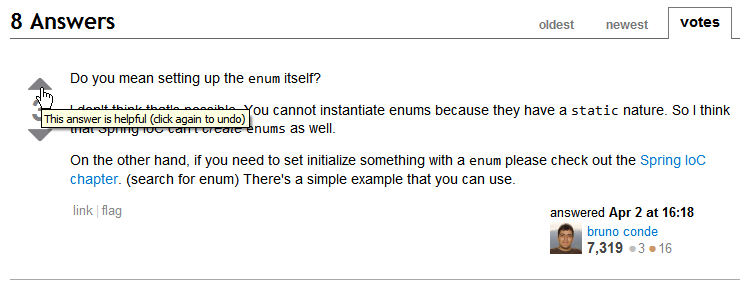 8 Answers
oldest newest votes
Do you mean setting up the enum itself?
I don't think that's possible. You cannot instantiate enums because they have a static nature. So I think
This answer is helpful (click again to undo)
that Spring IoC can't create enums as well.
On the other hand, if you need to set initialize something with a enum please check out the Spring IoC
chapter. (search for enum) There's a simple example that you can use.
link | flag
answered Apr 2 at 16:18
bruno conde
7,319 ●3 ●16